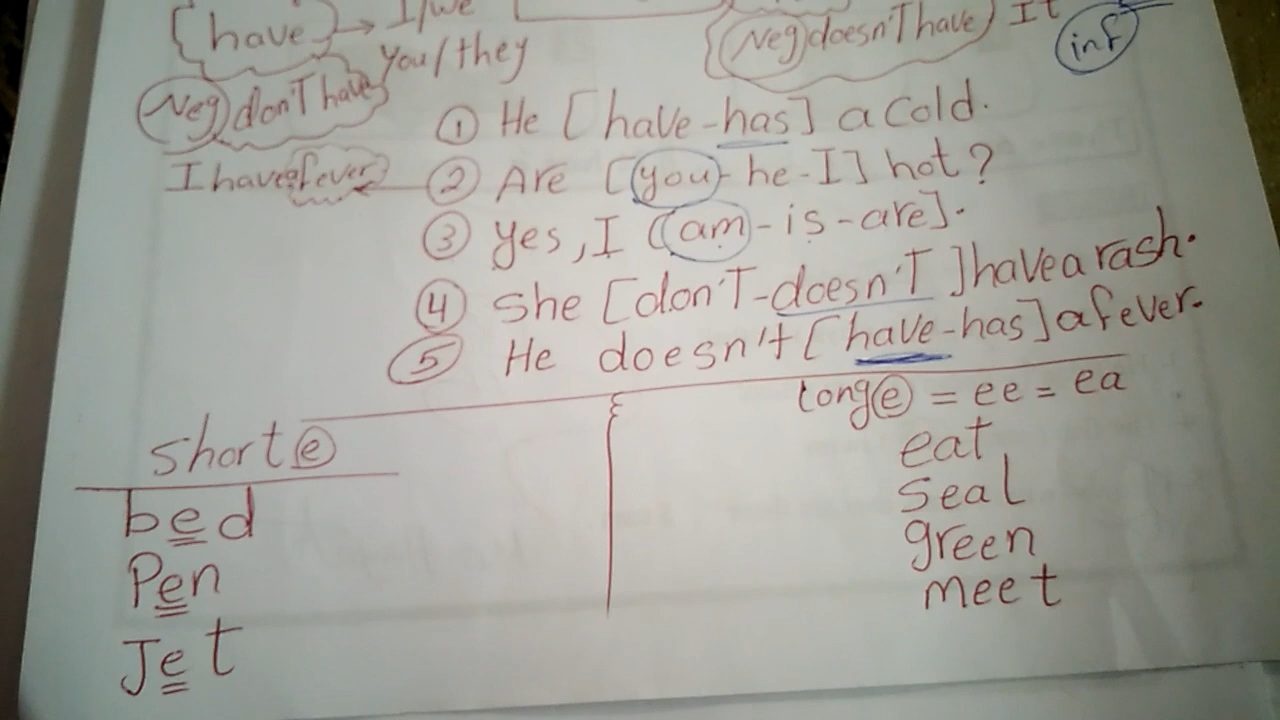 {have} → I/we
you/they
Neg don'T have
Neg doesn'T have
It
inf
① He [have-has] a cold.
I have a fever
② Are [you-he-I] hot?
③ Yes, I [am-is-are].
④ She [don'T-doesn'T] have a rash.
⑤ He doesn't [have-has] a fever.
short e
bed
Pen
Jet
long e = ee = ea
eat
seal
green
meet